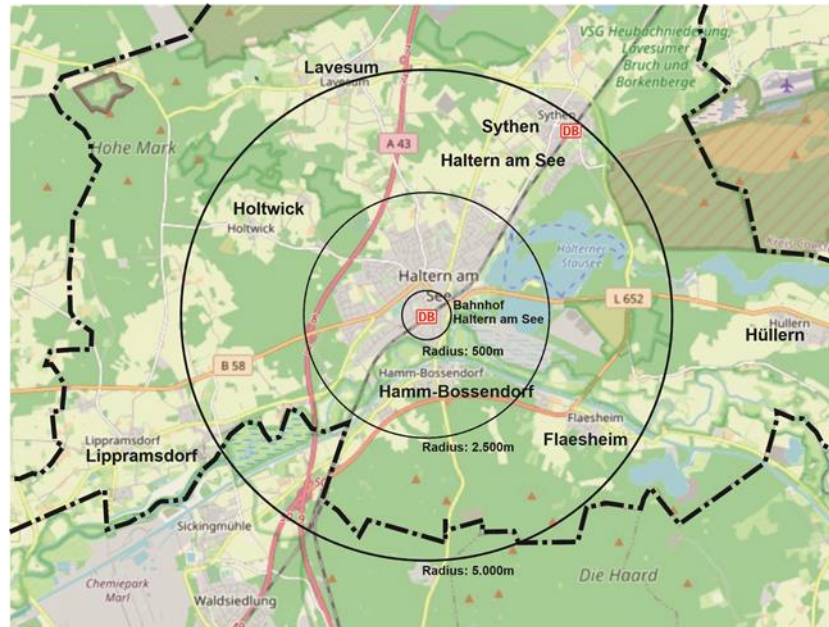 VSG Heubachniederung,
Lavesumer
Bruch und
Borkenberge
Lavesum
Lavesum
Sythen
Sythen
DB
Haltern am See
A 43
Hohe Mark
Holtwick
Holtwick
Halterner
Stausee
Haltern am
See
Bahnhof
Haltern am See
DB
L 652
Hüllern
Hullern
Radius: 500m
B 58
Hamm-Bossendorf
Hamm-Bossendorf
Flaesheim
Flaesheim
Lippramsdorf
Lippramsdorf
Radius: 2.500m
Sickingmühle
Radius: 5.000m
Die Haard
Chemiepark
Marl
Waldsiedlung